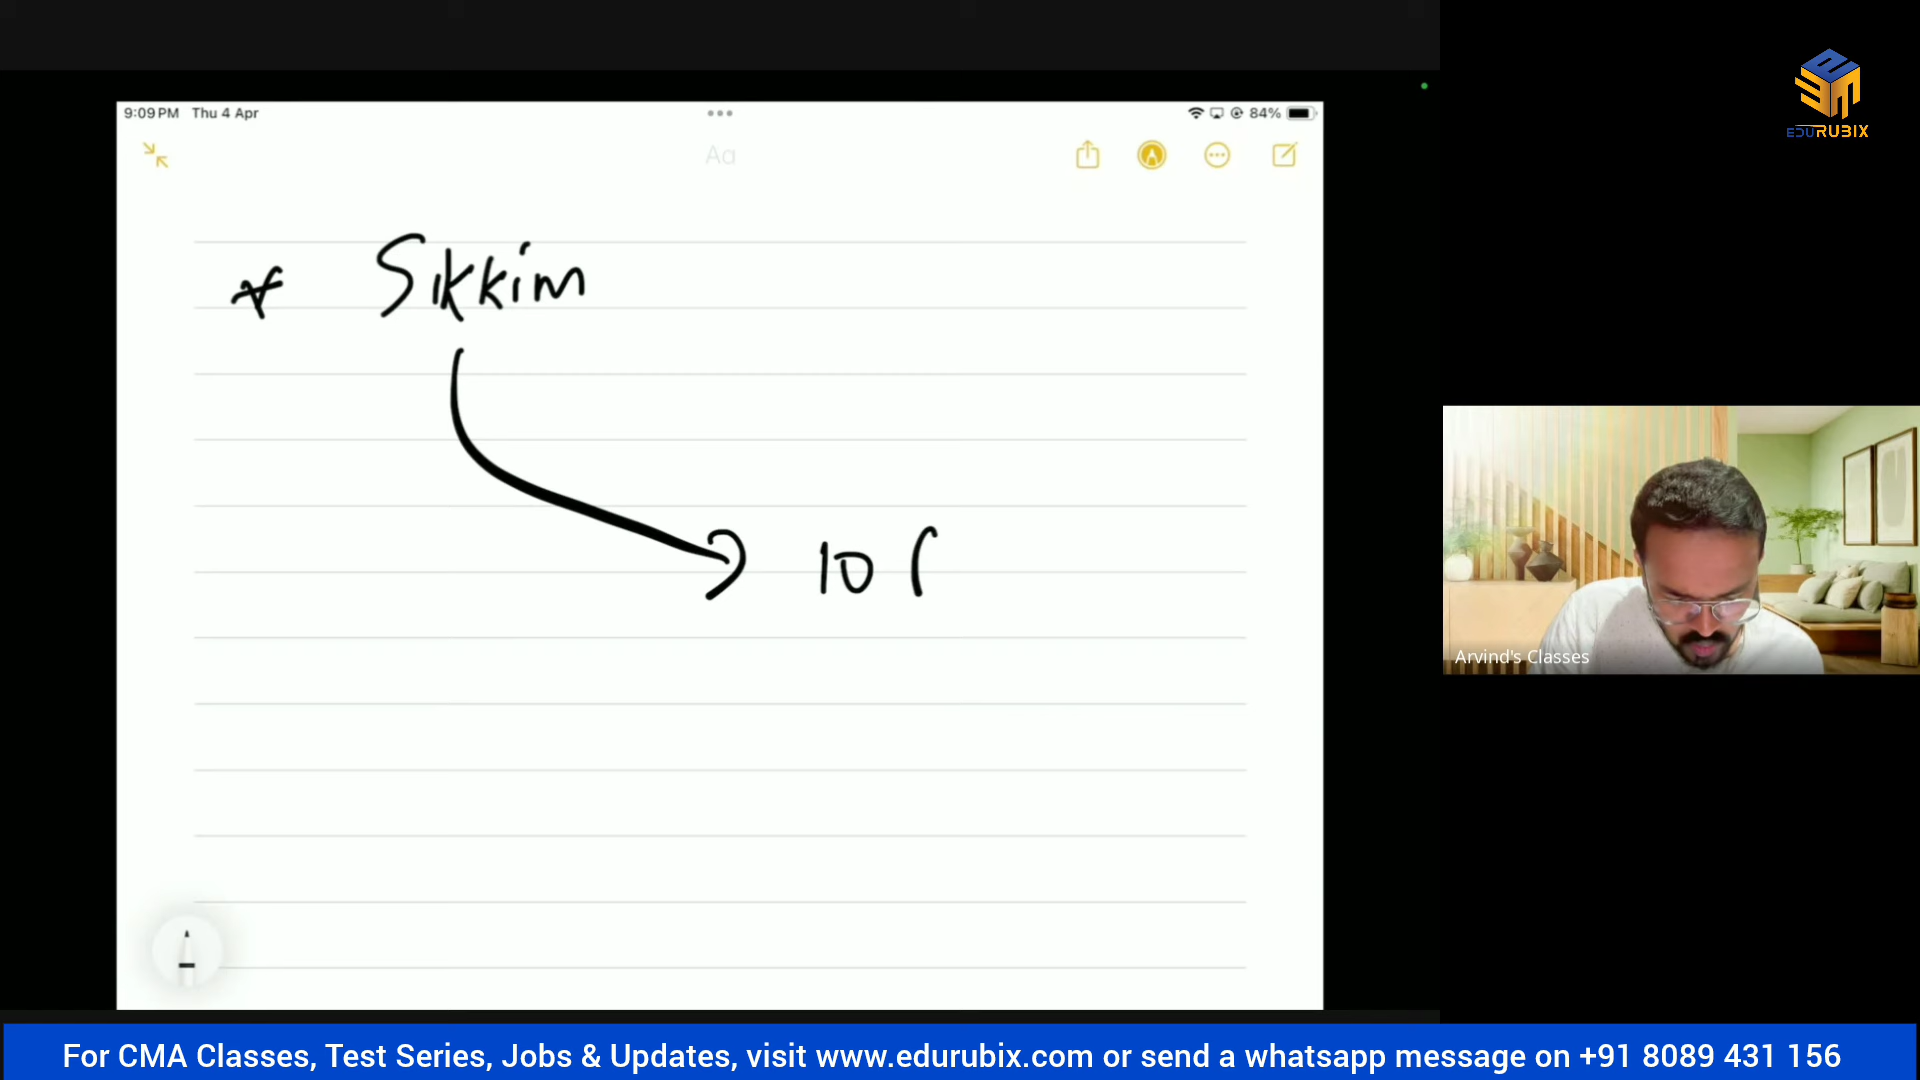 9:09 PM Thu 4 Apr
84%
Aa
EDURUBIX
* Sikkim
10 (
Arvind's Classes
For CMA Classes, Test Series, Jobs & Updates, visit www.edurubix.com or send a whatsapp message on +91 8089 431 156